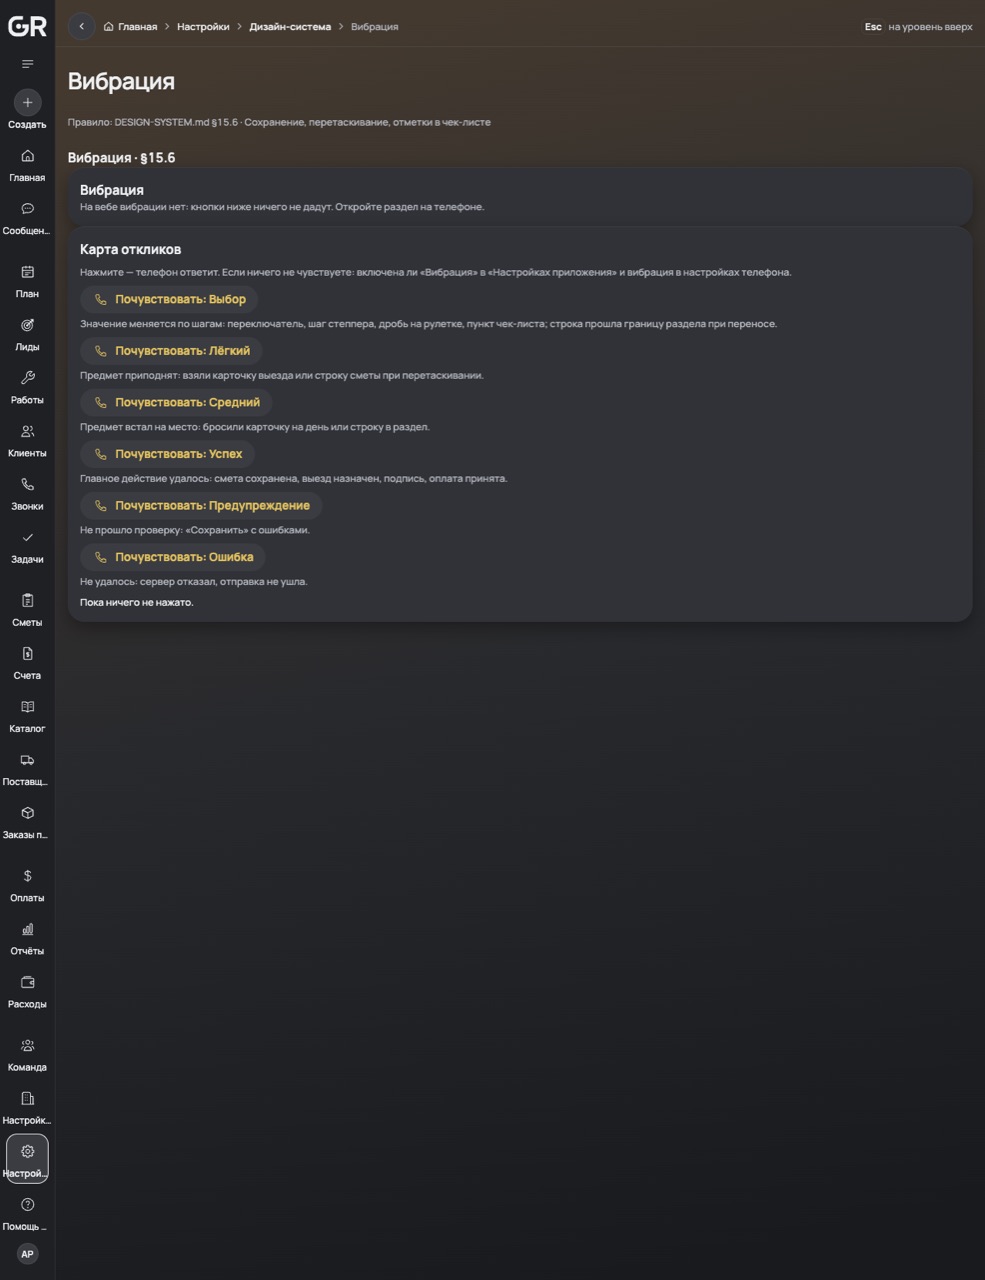 GR
Главная
Настройки
Дизайн-система
Вибрация
Esc на уровень вверх
Создать
Главная
Сообщен...
План
Лиды
Работы
Клиенты
Звонки
Задачи
Сметы
Счета
Каталог
Поставщ...
Заказы п...
Оплаты
Отчёты
Расходы
Команда
Настройк...
Настрой...
Помощь ...
AP
Вибрация
Правило: DESIGN-SYSTEM.md §15.6 · Сохранение, перетаскивание, отметки в чек-листе
Вибрация · §15.6
Вибрация
На вебе вибрации нет: кнопки ниже ничего не дадут. Откройте раздел на телефоне.
Карта откликов
Нажмите — телефон ответит. Если ничего не чувствуете: включена ли «Вибрация» в «Настройках приложения» и вибрация в настройках телефона.
Почувствовать: Выбор
Значение меняется по шагам: переключатель, шаг степпера, дробь на рулетке, пункт чек-листа; строка прошла границу раздела при переносе.
Почувствовать: Лёгкий
Предмет приподнят: взяли карточку выезда или строку сметы при перетаскивании.
Почувствовать: Средний
Предмет встал на место: бросили карточку на день или строку в раздел.
Почувствовать: Успех
Главное действие удалось: смета сохранена, выезд назначен, подпись, оплата принята.
Почувствовать: Предупреждение
Не прошло проверку: «Сохранить» с ошибками.
Почувствовать: Ошибка
Не удалось: сервер отказал, отправка не ушла.
Пока ничего не нажато.